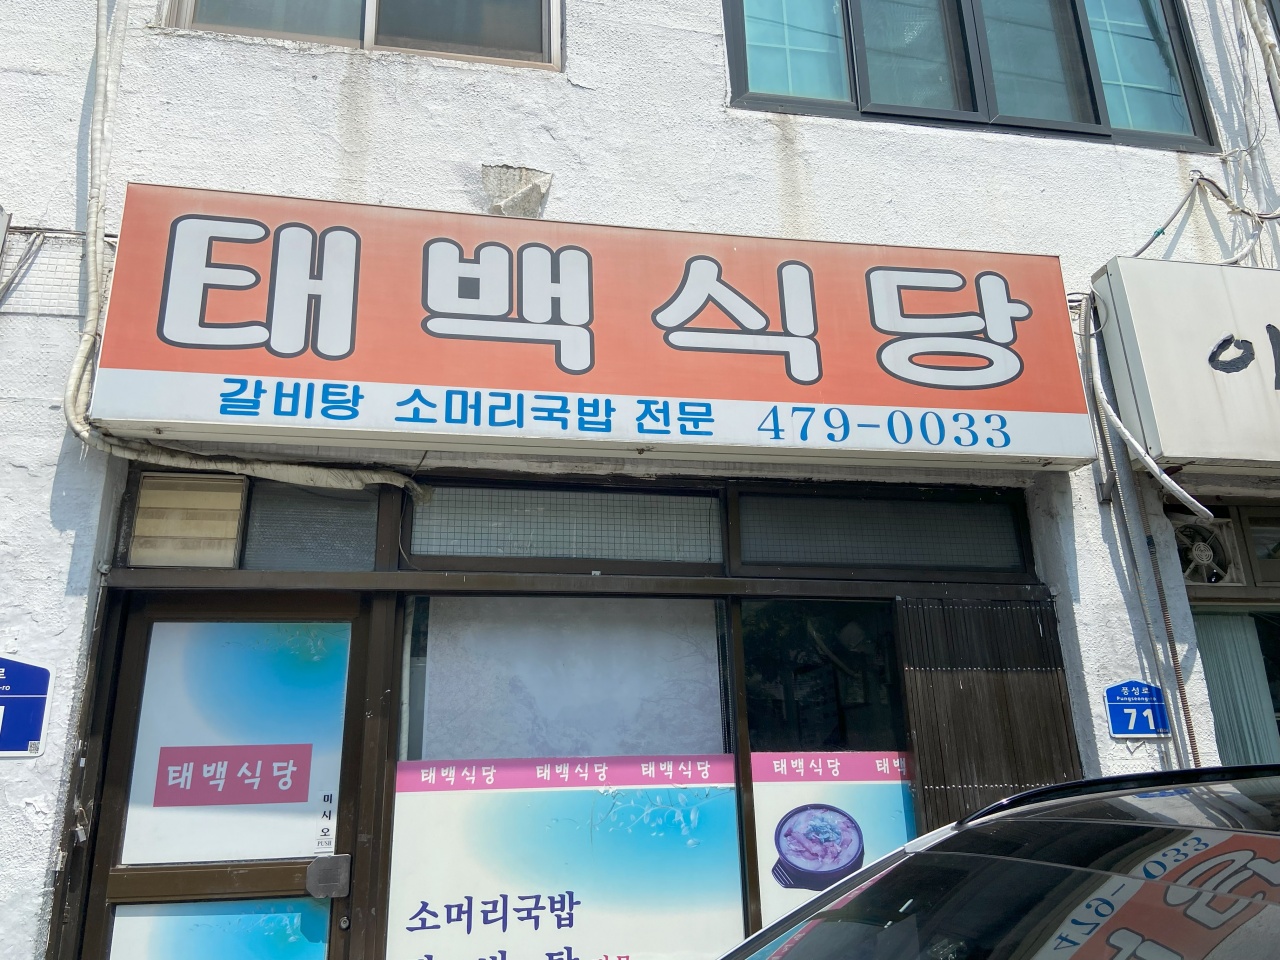 태백식당
갈비탕 소머리국밥 전문 479-0033
태백식당
미시오
PUSH
태백식당 태백식당 태백식당 태백식당
소머리국밥
풍성로
Pungseong-ro
71